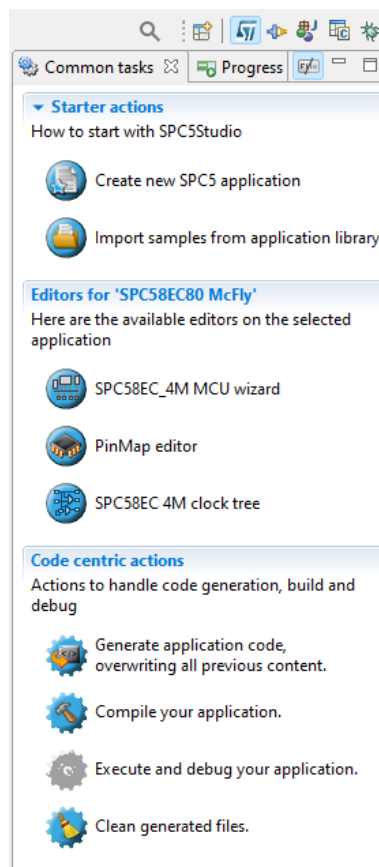 Common tasks
Progress
Starter actions
How to start with SPC5Studio
Create new SPC5 application
Import samples from application library
Editors for 'SPC58EC80 McFly'
Here are the available editors on the selected
application
SPC58EC_4M MCU wizard
PinMap editor
SPC58EC 4M clock tree
Code centric actions
Actions to handle code generation, build and
debug
Generate application code,
overwriting all previous content.
Compile your application.
Execute and debug your application.
Clean generated files.